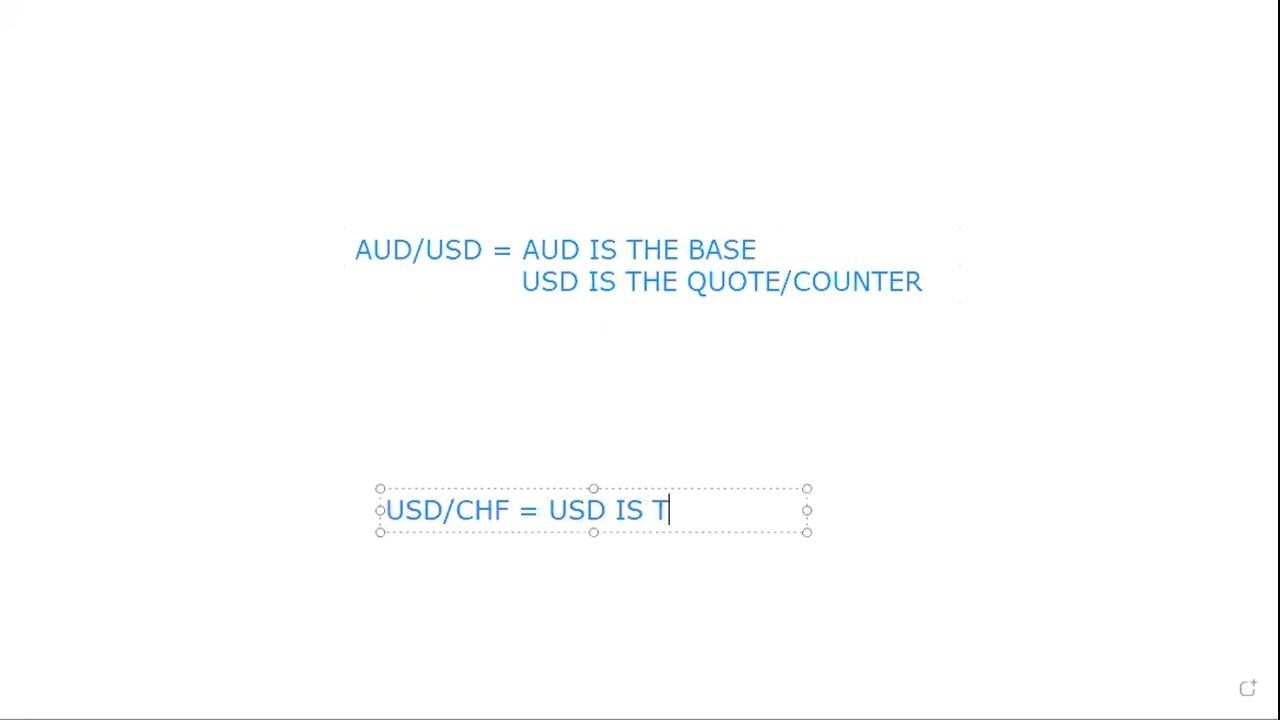 AUD/USD = AUD IS THE BASE
USD IS THE QUOTE/COUNTER
USD/CHF = USD IS T